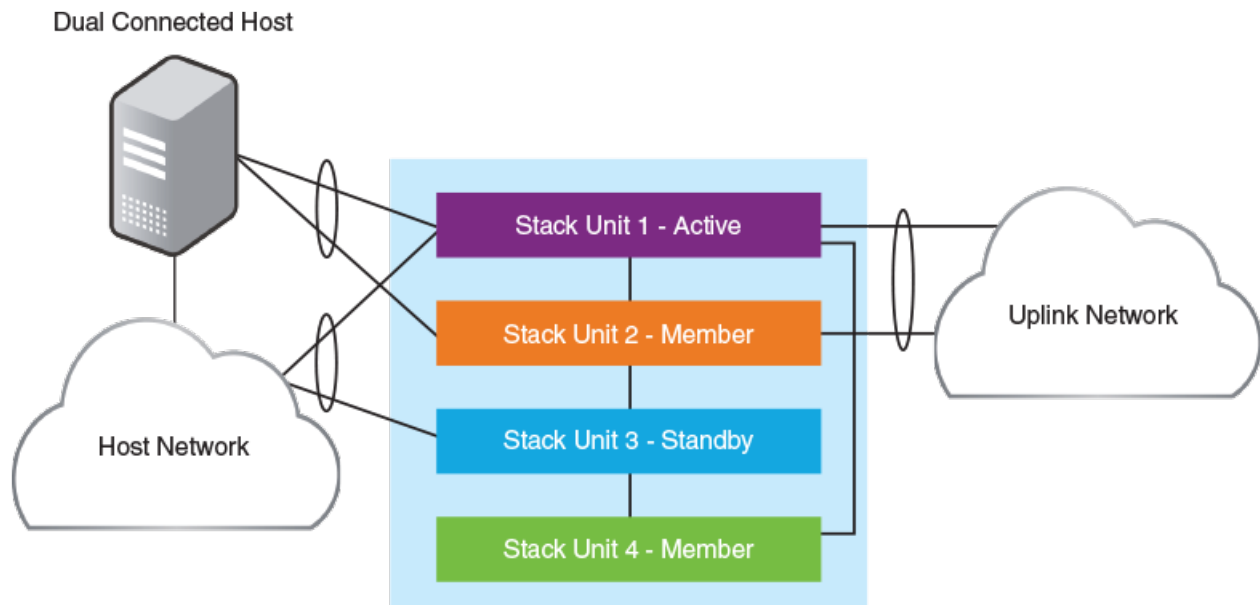 Dual Connected Host
Stack Unit 1 - Active
Stack Unit 2 - Member
Uplink Network
Stack Unit 3 - Standby
Host Network
Stack Unit 4 - Member